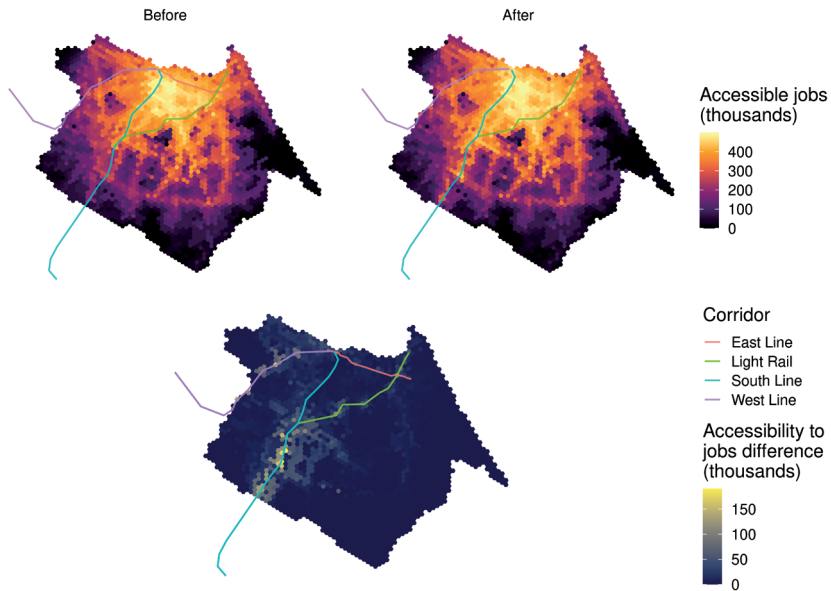 Before
After
Accessible jobs
(thousands)
400
300
200
100
0
Corridor
East Line
Light Rail
South Line
West Line
Accessibility to
jobs difference
(thousands)
150
100
50
0